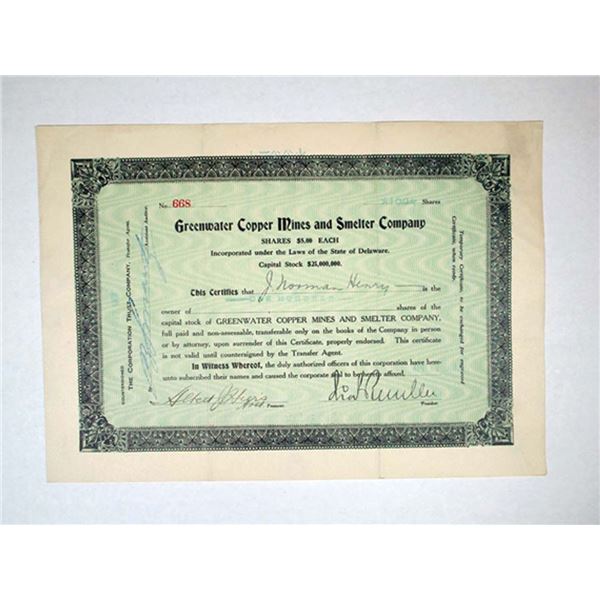 No. 668 Shares
Greenwater Copper Mines and Smelter Company
SHARES $5.00 EACH
Incorporated under the Laws of the State of Delaware.
Capital Stock $25,000,000.
This Certifies that J. Norman Henry is the
owner of shares of the
capital stock of GREENWATER COPPER MINES AND SMELTER COMPANY,
full paid and non-assessable, transferable only on the books of the Company in person
or by attorney, upon surrender of this Certificate, properly endorsed. This certificate
is not valid until countersigned by the Transfer Agent.
In Witness Whereof, the duly authorized officers of this corporation have here-
unto subscribed their names and caused the corporate seal to be hereto affixed.
Treasurer President
COUNTERSIGNED
THE CORPORATION TRUST COMPANY, Transfer Agent.
By
Temporary Certificate, to be exchanged for engraved
Certificate, when ready.